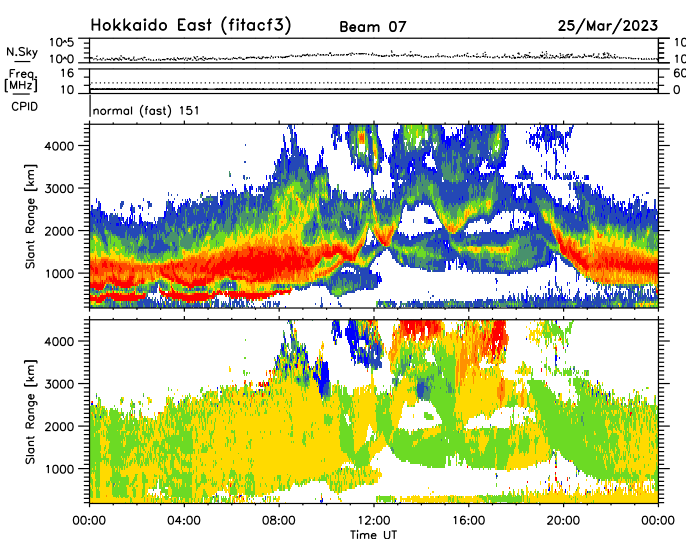 Hokkaido East (fitacf3) Beam 07 25/Mar/2023
10^5 10
N.Sky
10^0 10
Freq. 16 60
[MHz] 10 0
CPID normal (fast) 151
4000
3000
Slant Range [km]
2000
1000
4000
3000
Slant Range [km]
2000
1000
00:00 04:00 08:00 12:00 16:00 20:00 00:00
Time UT